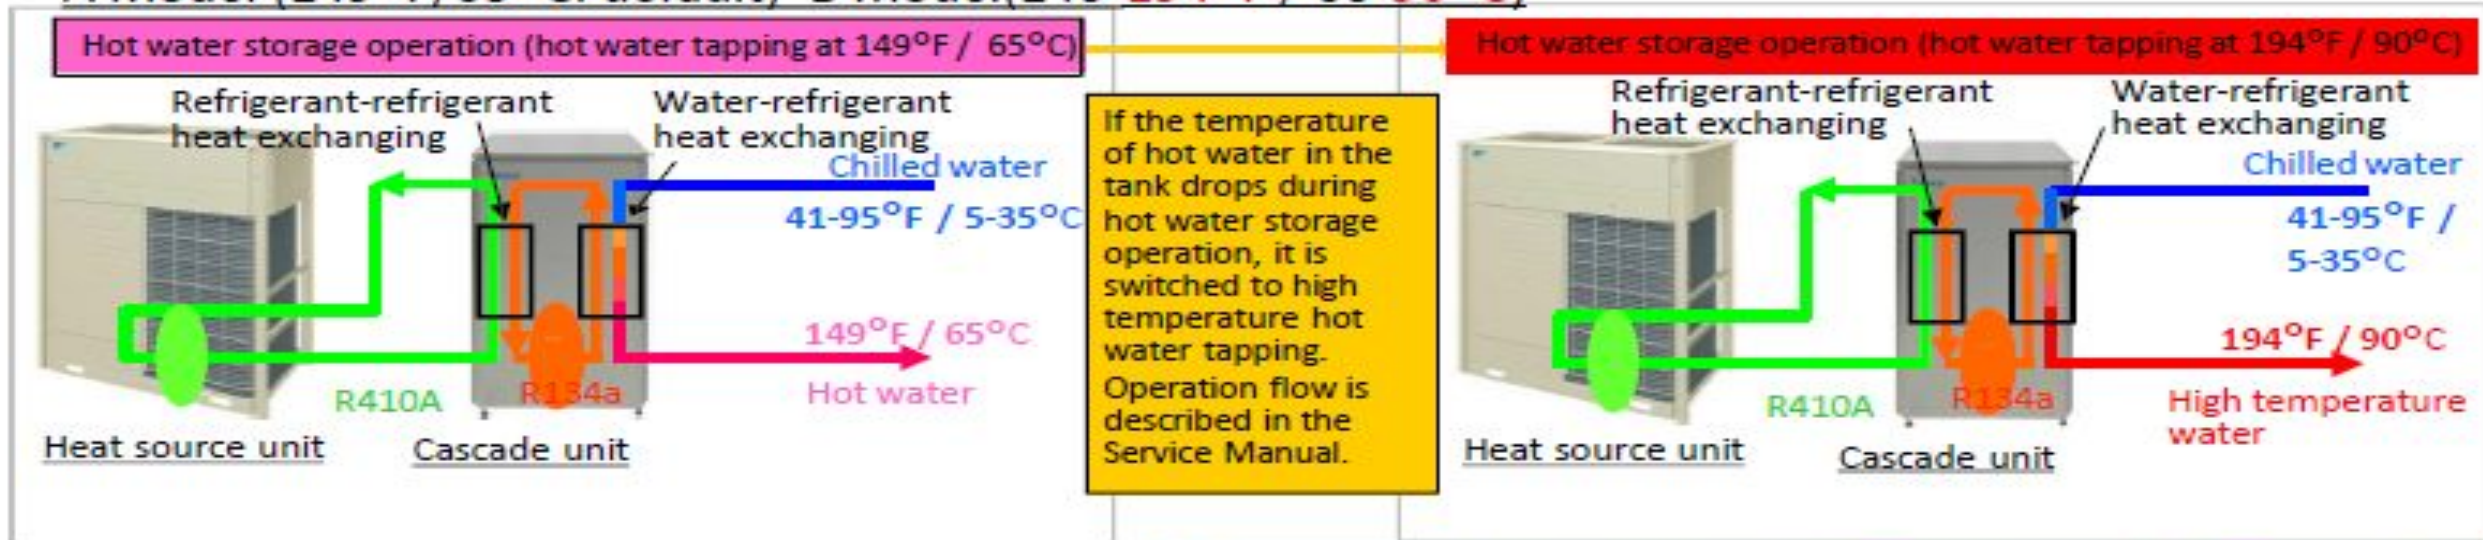 Hot water storage operation (hot water tapping at 149°F / 65°C)
Refrigerant-refrigerant
heat exchanging
Water-refrigerant
heat exchanging
Chilled water
41-95°F / 5-35°C
149°F / 65°C
Hot water
R410A
R134a
Heat source unit
Cascade unit
If the temperature
of hot water in the
tank drops during
hot water storage
operation, it is
switched to high
temperature hot
water tapping.
Operation flow is
described in the
Service Manual.
Hot water storage operation (hot water tapping at 194°F / 90°C)
Refrigerant-refrigerant
heat exchanging
Water-refrigerant
heat exchanging
Chilled water
41-95°F /
5-35°C
194°F / 90°C
High temperature
water
R410A
R134a
Heat source unit
Cascade unit